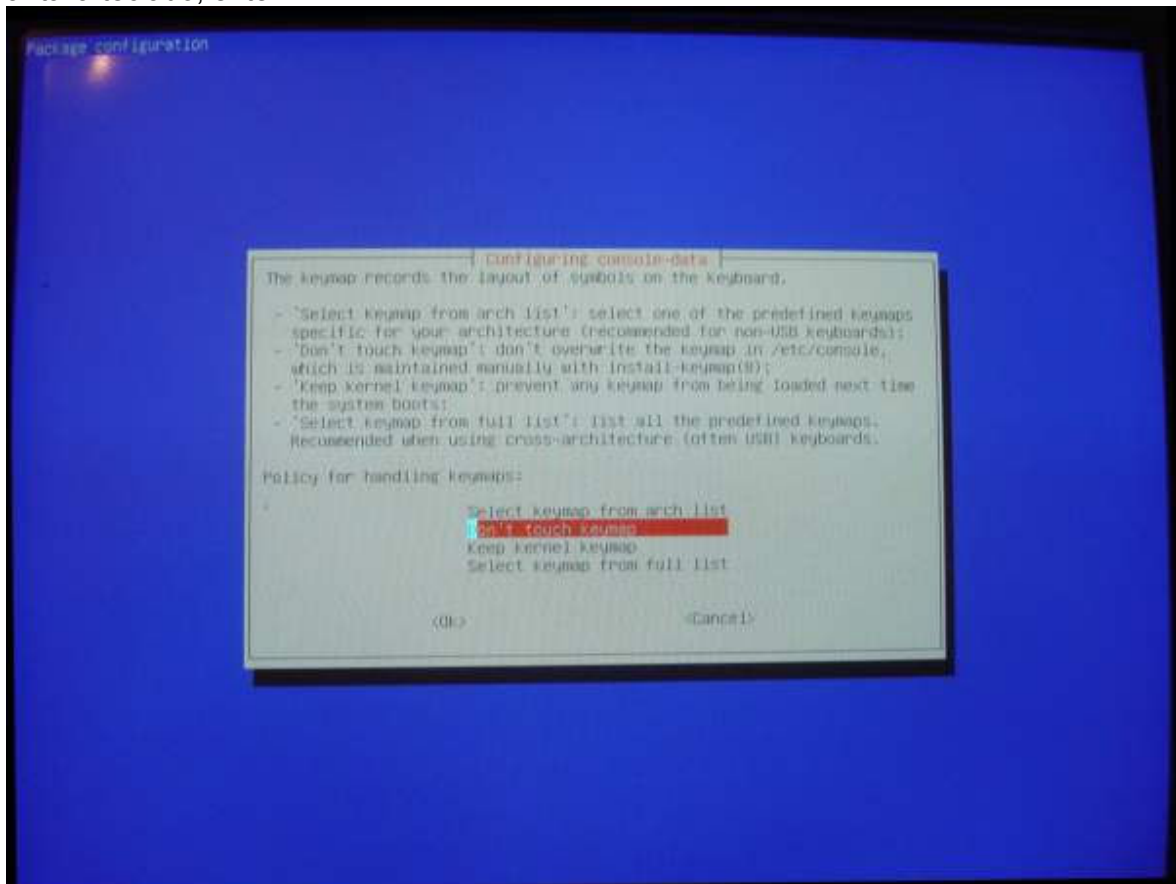 Package configuration
Configuring console-data
The keymap records the layout of symbols on the keyboard.
- 'Select keymap from arch list': select one of the predefined keymaps
specific for your architecture (recommended for non-USB keyboards);
- 'Don't touch keymap': don't overwrite the keymap in /etc/console,
which is maintained manually with install-keymap(8);
- 'Keep kernel keymap': prevent any keymap from being loaded next time
the system boots;
- 'Select keymap from full list': list all the predefined keymaps.
Recommended when using cross-architecture (often USB) keyboards.
Policy for handling keymaps:
Select keymap from arch list
Don't touch keymap
Keep kernel keymap
Select keymap from full list
<Ok> <Cancel>